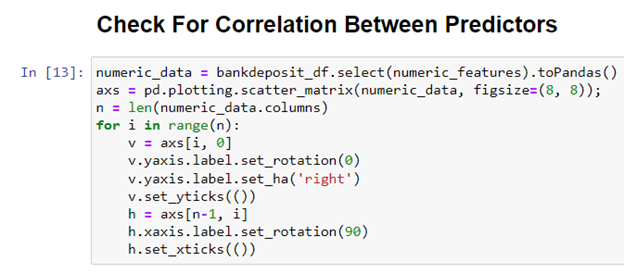 Check For Correlation Between Predictors
In [13]: numeric_data = bankdeposit_df.select(numeric_features).toPandas()
axs = pd.plotting.scatter_matrix(numeric_data, figsize=(8, 8));
n = len(numeric_data.columns)
for i in range(n):
    v = axs[i, 0]
    v.yaxis.label.set_rotation(0)
    v.yaxis.label.set_ha('right')
    v.set_yticks(())
    h = axs[n-1, i]
    h.xaxis.label.set_rotation(90)
    h.set_xticks(())